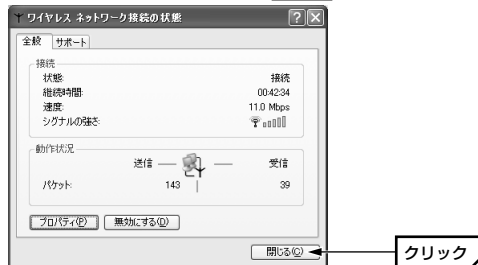 ワイヤレス ネットワーク接続の状態
全般 サポート
接続
状態: 接続
継続時間: 00:42:34
速度: 11.0 Mbps
シグナルの強さ:
動作状況
送信 受信
パケット: 143 39
プロパティ(P) 無効にする(D)
閉じる(C) クリック